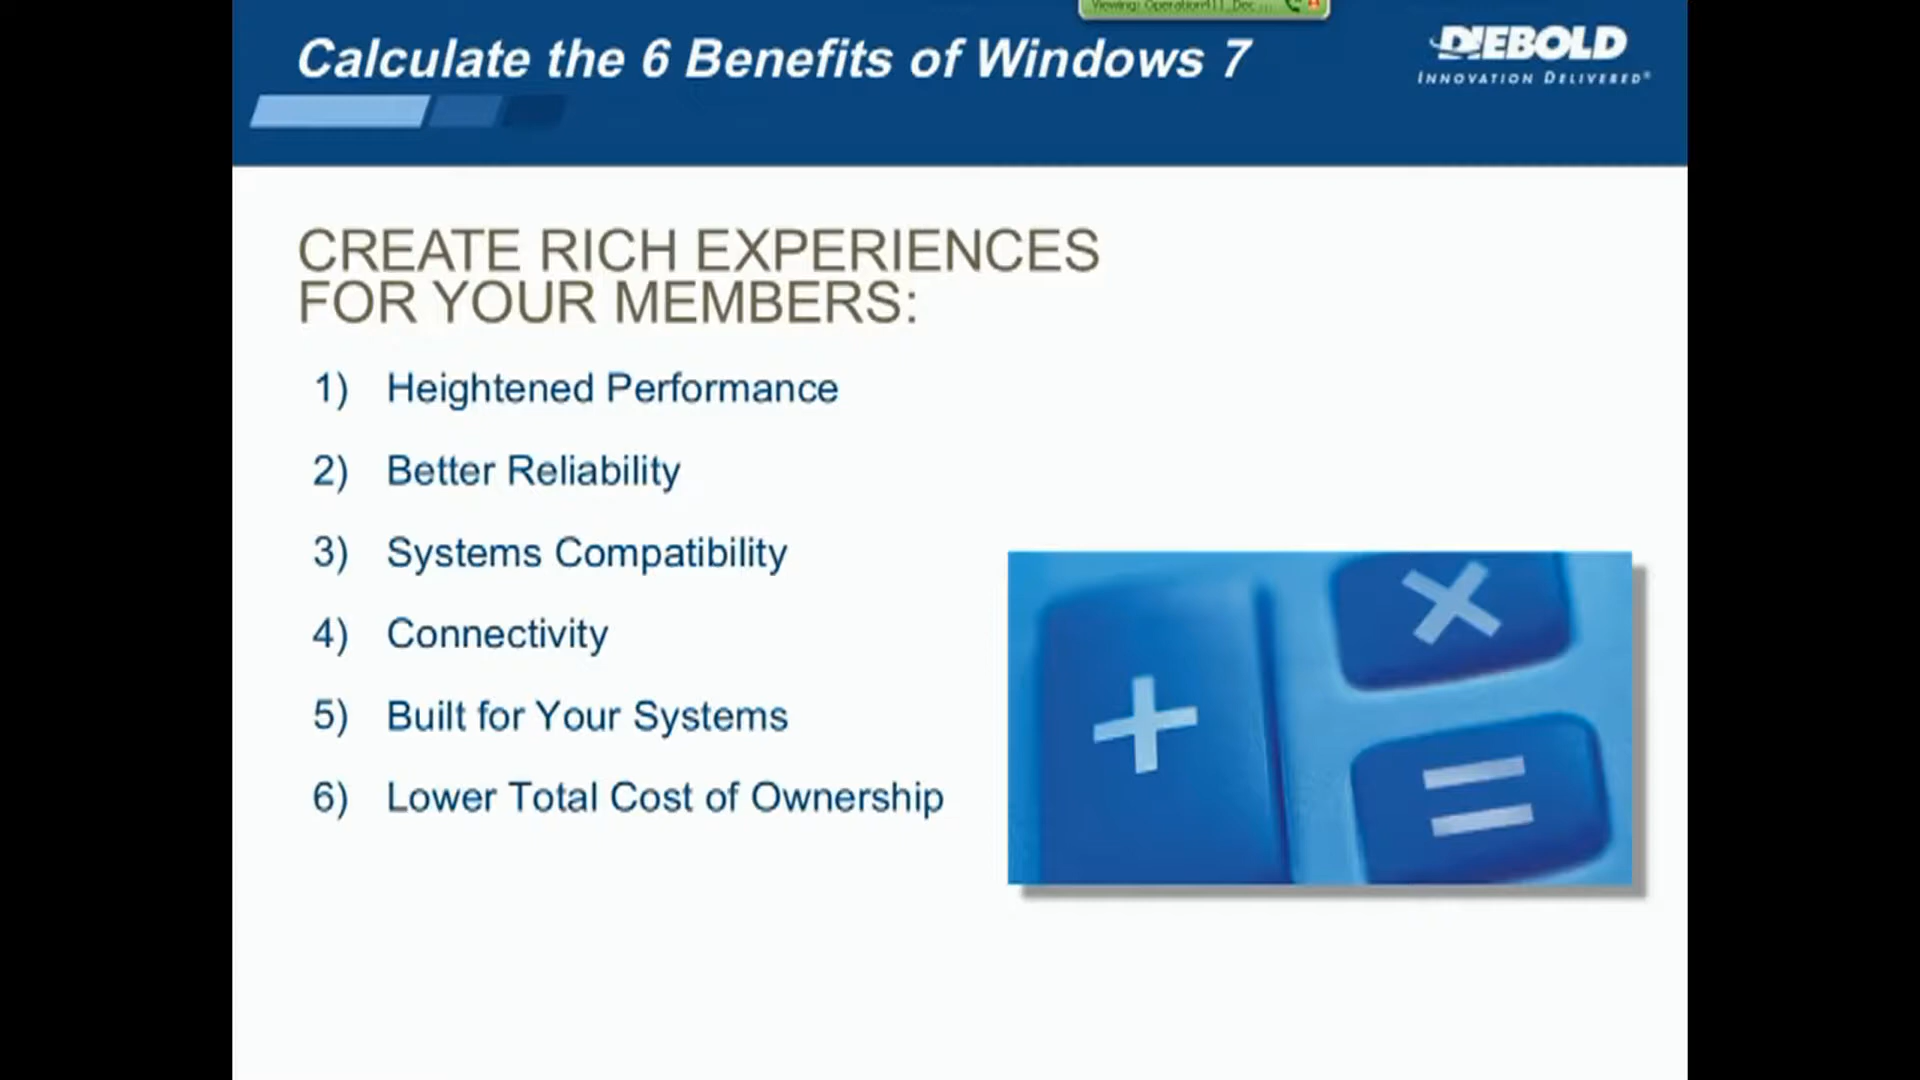 Viewing: Operation911_Dec ...
Calculate the 6 Benefits of Windows 7
DIEBOLD
INNOVATION DELIVERED®
CREATE RICH EXPERIENCES
FOR YOUR MEMBERS:
1) Heightened Performance
2) Better Reliability
3) Systems Compatibility
4) Connectivity
5) Built for Your Systems
6) Lower Total Cost of Ownership
+
×
=